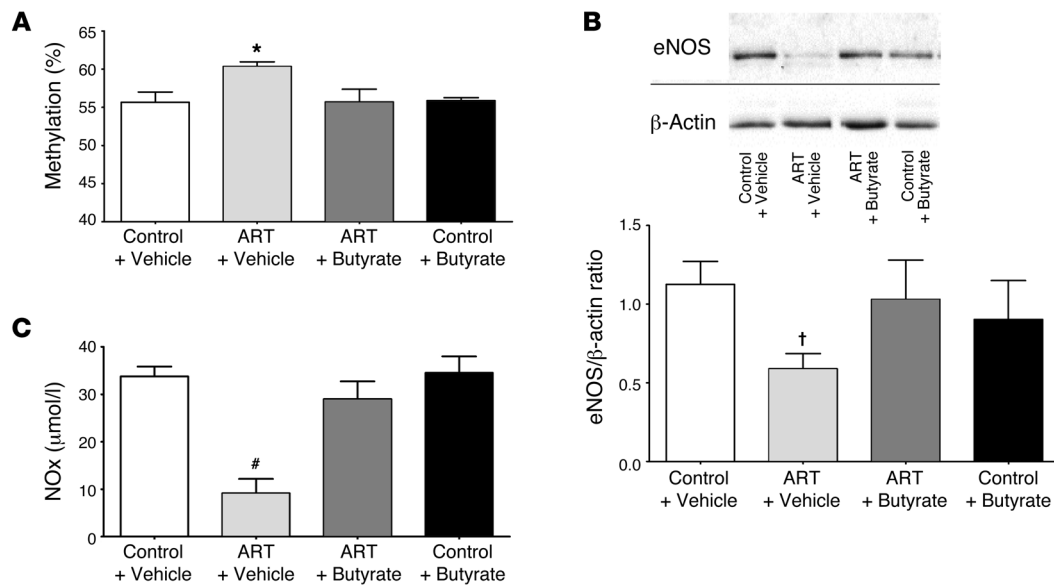 A
Methylation (%)
65
60
55
50
45
40
*
Control
+ Vehicle
ART
+ Vehicle
ART
+ Butyrate
Control
+ Butyrate
B
eNOS
β-Actin
Control
+ Vehicle
ART
+ Vehicle
ART
+ Butyrate
Control
+ Butyrate
eNOS/β-actin ratio
1.5
1.0
0.5
0.0
†
Control
+ Vehicle
ART
+ Vehicle
ART
+ Butyrate
Control
+ Butyrate
C
NOx (μmol/l)
40
30
20
10
0
#
Control
+ Vehicle
ART
+ Vehicle
ART
+ Butyrate
Control
+ Butyrate